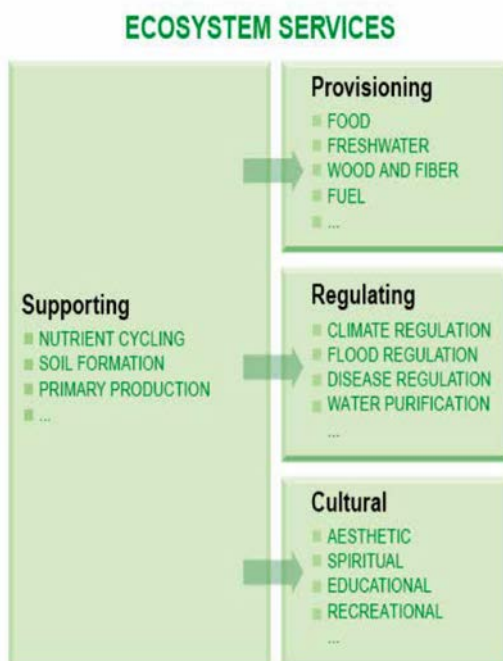 ECOSYSTEM SERVICES
Supporting
NUTRIENT CYCLING
SOIL FORMATION
PRIMARY PRODUCTION
...
Provisioning
FOOD
FRESHWATER
WOOD AND FIBER
FUEL
...
Regulating
CLIMATE REGULATION
FLOOD REGULATION
DISEASE REGULATION
WATER PURIFICATION
...
Cultural
AESTHETIC
SPIRITUAL
EDUCATIONAL
RECREATIONAL
...